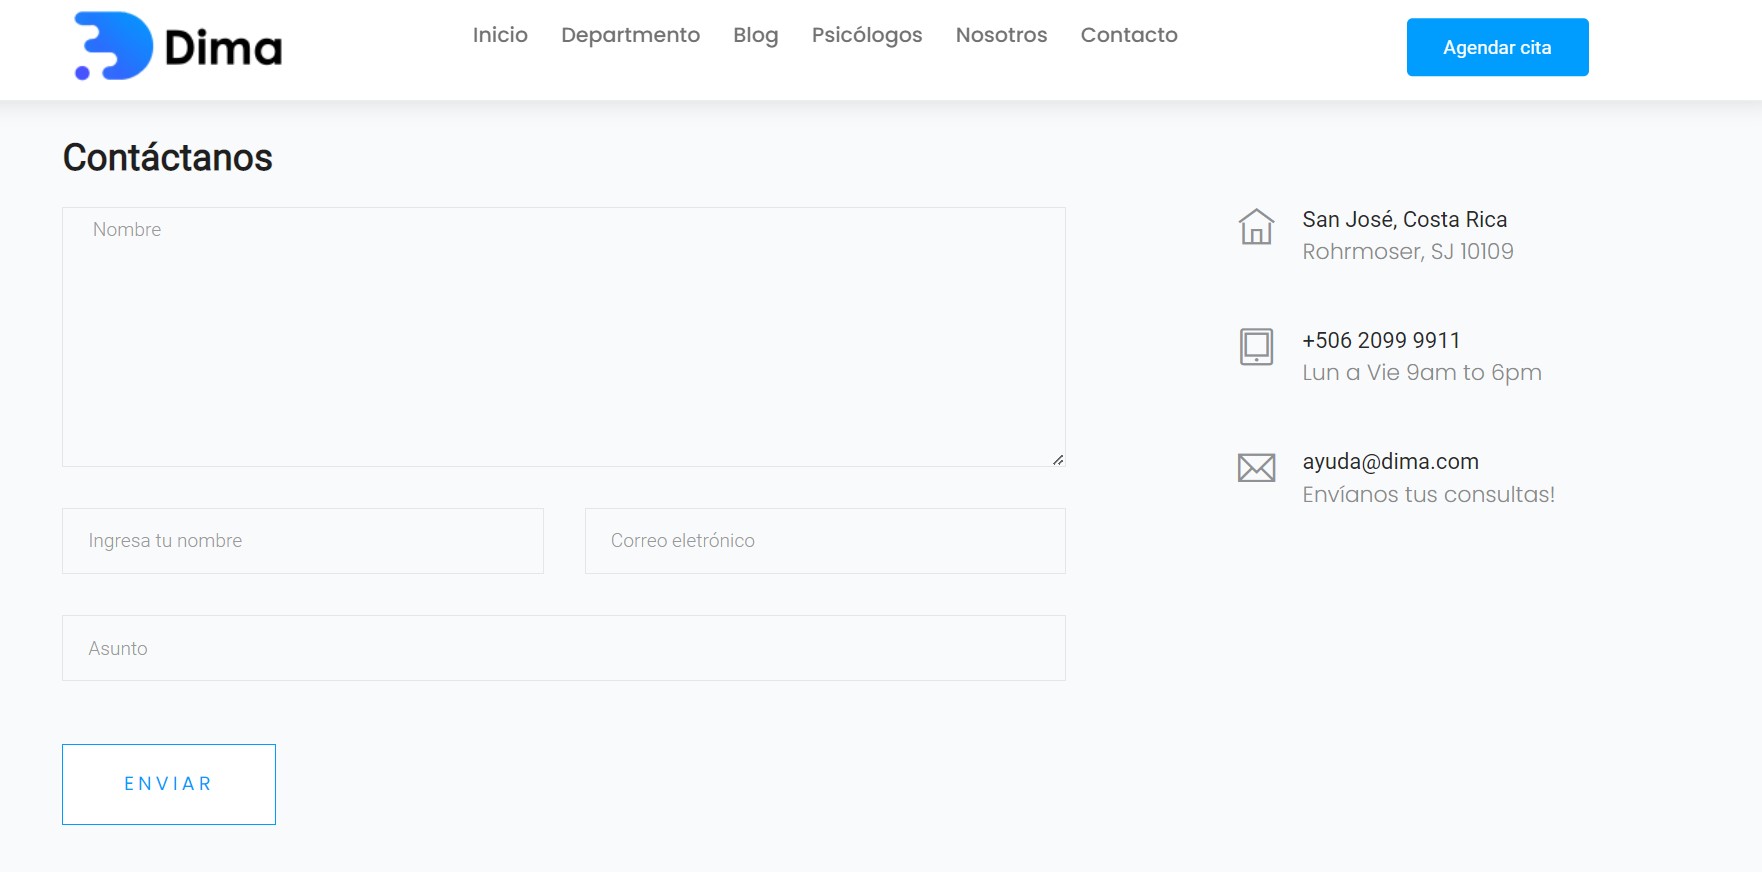 Dima
Inicio Departmento Blog Psicólogos Nosotros Contacto
Agendar cita
Contáctanos
Nombre
Ingresa tu nombre
Correo eletrónico
Asunto
ENVIAR
San José, Costa Rica
Rohrmoser, SJ 10109
+506 2099 9911
Lun a Vie 9am to 6pm
ayuda@dima.com
Envíanos tus consultas!